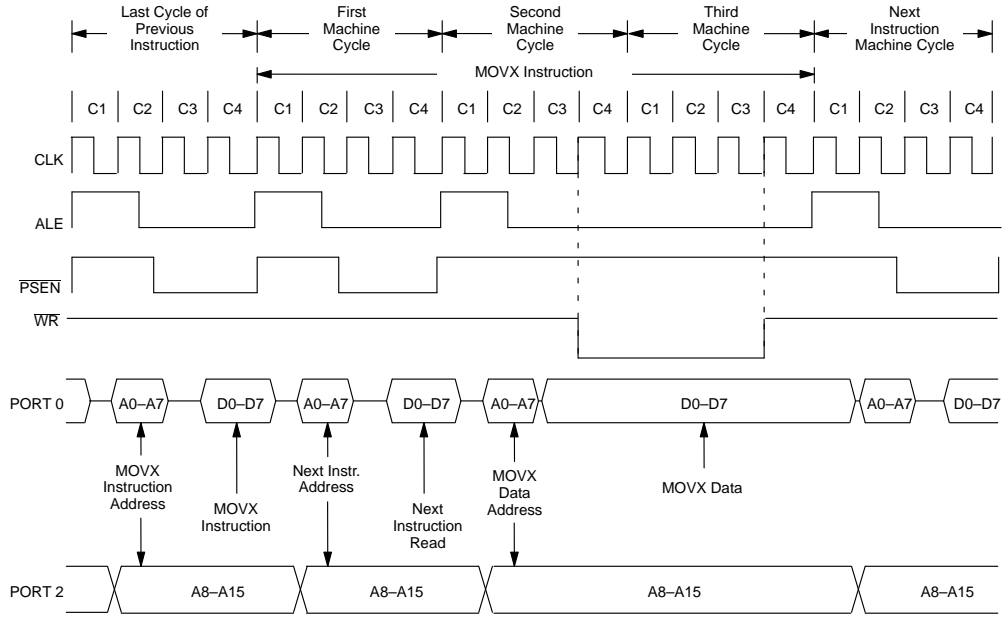 Last Cycle of
Previous
Instruction
First
Machine
Cycle
Second
Machine
Cycle
Third
Machine
Cycle
Next
Instruction
Machine Cycle
MOVX Instruction
C1 C2 C3 C4 C1 C2 C3 C4 C1 C2 C3 C4 C1 C2 C3 C4 C1 C2 C3 C4
CLK
ALE
PSEN
WR
PORT 0 A0–A7 D0–D7 A0–A7 D0–D7 A0–A7 D0–D7 A0–A7 D0–D7
MOVX
Instruction
Address
MOVX
Instruction
Next Instr.
Address
Next
Instruction
Read
MOVX
Data
Address
MOVX Data
PORT 2 A8–A15 A8–A15 A8–A15 A8–A15